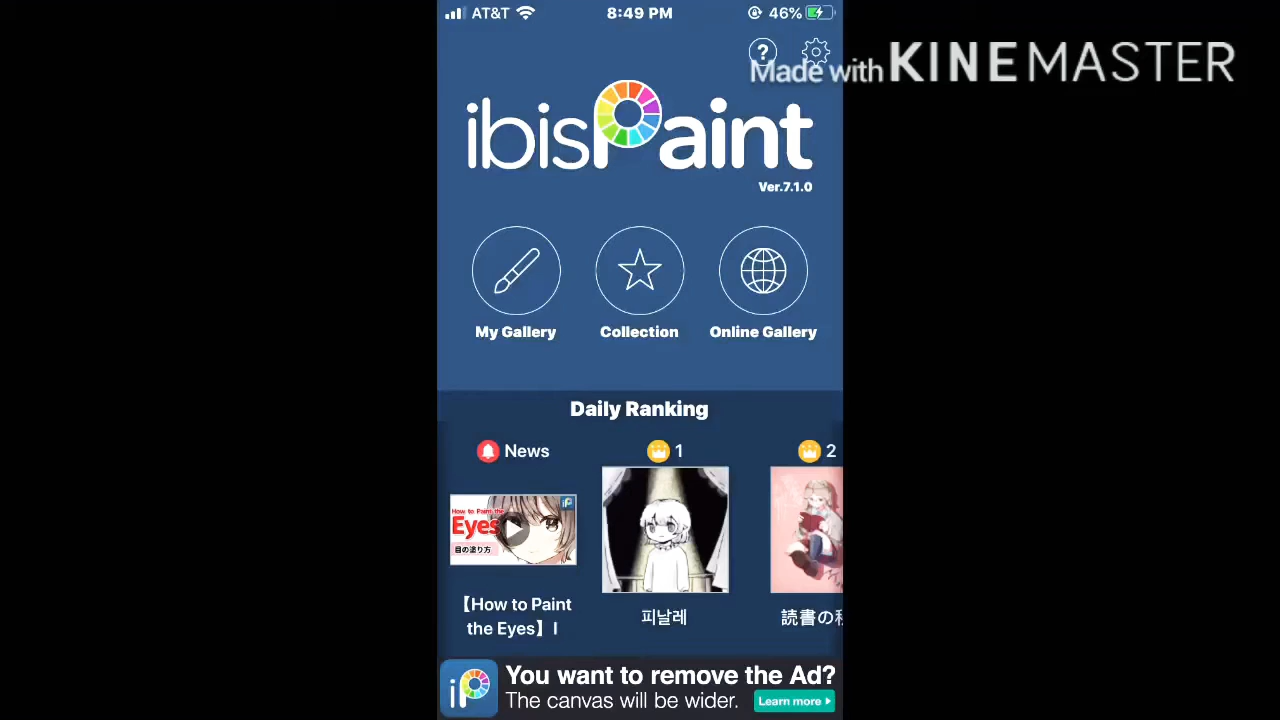 AT&T 8:49 PM 46%
?
Made with KINEMASTER
ibisPaint
Ver.7.1.0
My Gallery Collection Online Gallery
Daily Ranking
News 1 2
How to Paint the
Eyes
目の塗り方
iP
【How to Paint
the Eyes】I
피날레
読書の
iP
You want to remove the Ad?
The canvas will be wider. Learn more